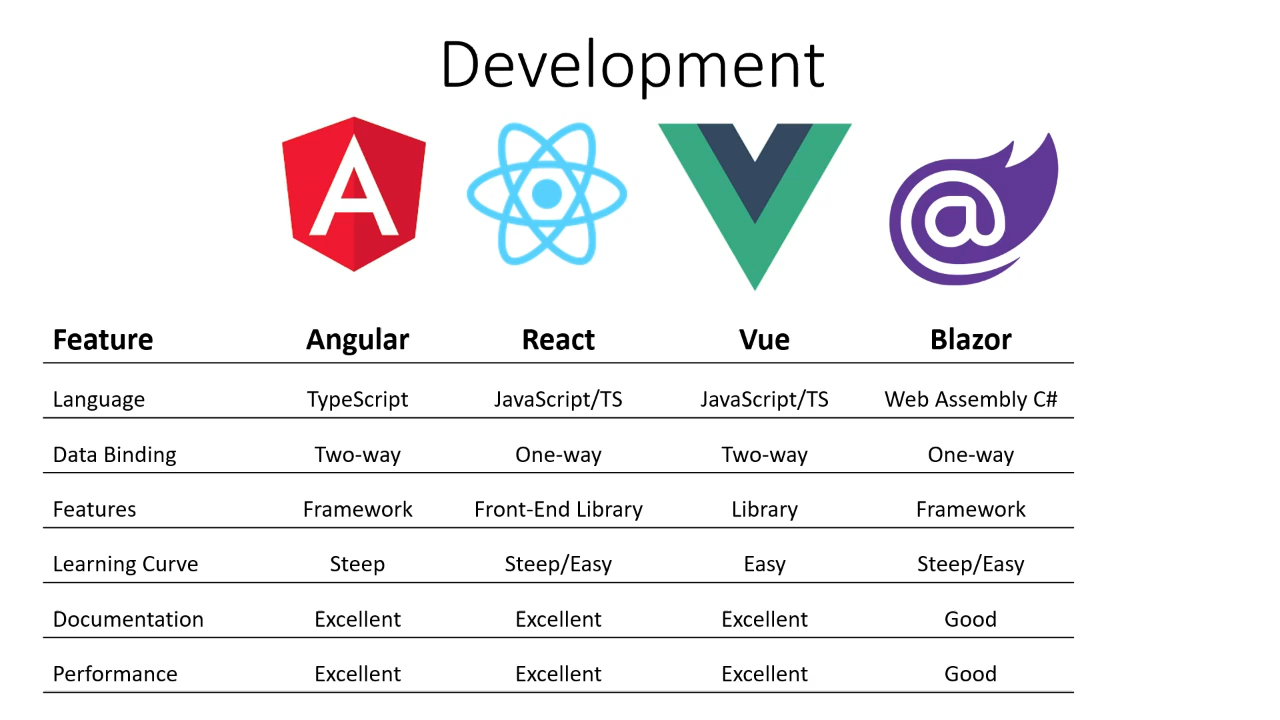 Development
Feature Angular React Vue Blazor
Language TypeScript JavaScript/TS JavaScript/TS Web Assembly C#
Data Binding Two-way One-way Two-way One-way
Features Framework Front-End Library Library Framework
Learning Curve Steep Steep/Easy Easy Steep/Easy
Documentation Excellent Excellent Excellent Good
Performance Excellent Excellent Excellent Good